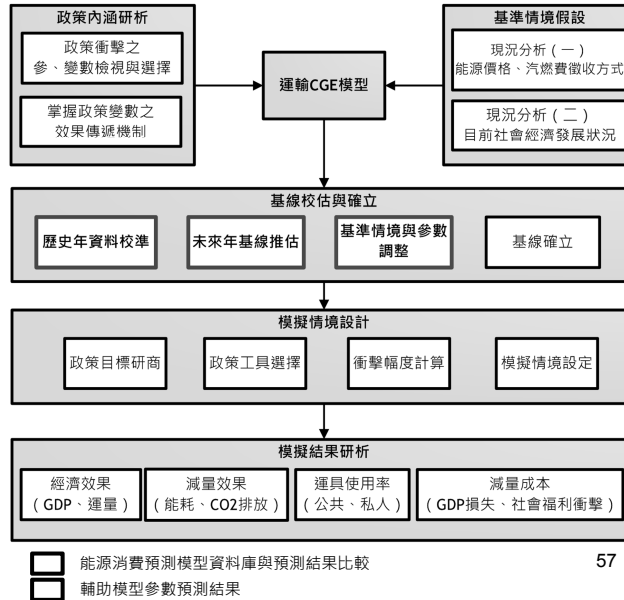 政策內涵研析
政策衝擊之
參、變數檢視與選擇
掌握政策變數之
效果傳遞機制
運輸CGE模型
基準情境假設
現況分析（一）
能源價格、汽燃費徵收方式
現況分析（二）
目前社會經濟發展狀況
基線校估與確立
歷史年資料校準
未來年基線推估
基準情境與參數
調整
基線確立
模擬情境設計
政策目標研商
政策工具選擇
衝擊幅度計算
模擬情境設定
模擬結果研析
經濟效果
（GDP、運量）
減量效果
（能耗、CO2排放）
運具使用率
（公共、私人）
減量成本
（GDP損失、社會福利衝擊）
能源消費預測模型資料庫與預測結果比較
輔助模型參數預測結果
57